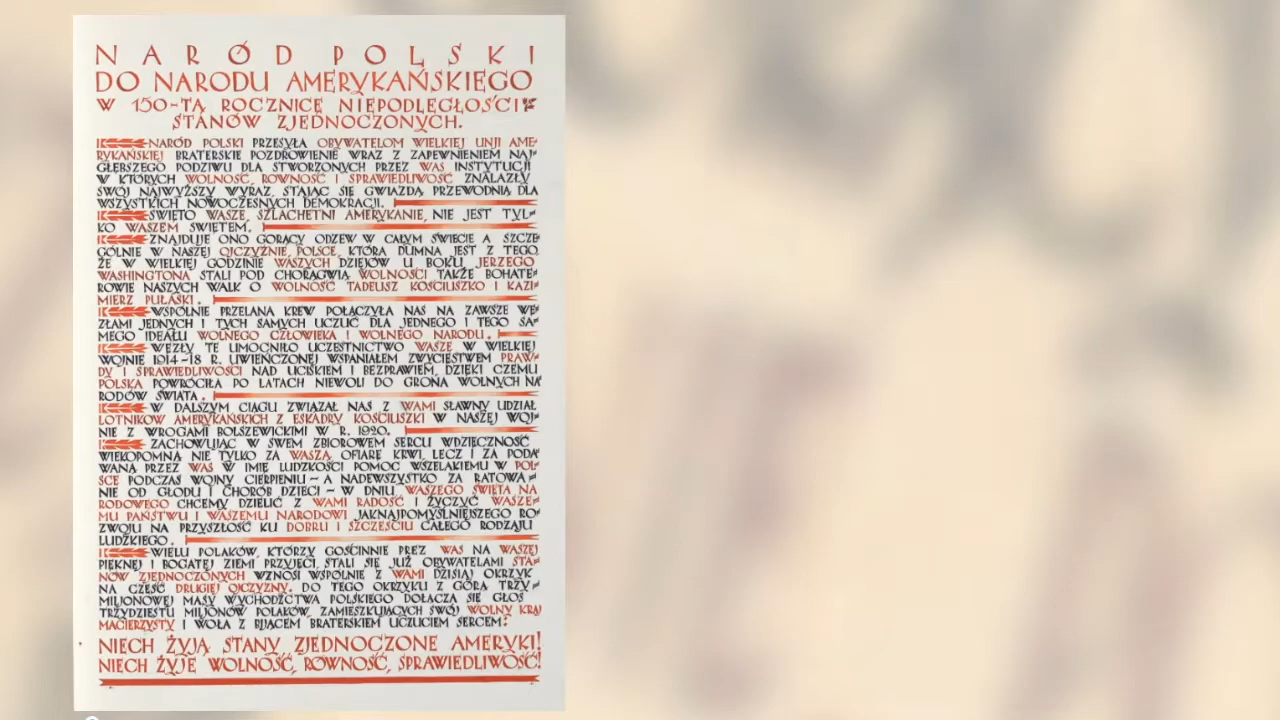 NARÓD POLSKI
DO NARODU AMERYKAŃSKIEGO
W 150-TĄ ROCZNICĘ NIEPODLEGŁOŚCI
STANÓW ZJEDNOCZONYCH.
NARÓD POLSKI PRZESYŁA OBYWATELOM WIELKIEJ UNJI AME=
RYKAŃSKIEJ BRATERSKIE POZDROWIENIE WRAZ Z ZAPEWNIENIEM NAJ=
GŁĘBSZEGO PODZIWU DLA STWORZONYCH PRZEZ WAS INSTYTUCJI
W KTÓRYCH WOLNOŚĆ, RÓWNOŚĆ I SPRAWIEDLIWOŚĆ ZNALAZŁY
SWÓJ NAJWYŻSZY WYRAZ, STAJĄC SIĘ GWIAZDĄ PRZEWODNIĄ DLA
WSZYSTKICH NOWOCZESNYCH DEMOKRACJI.
ŚWIĘTO WASZE, SZLACHETNI AMERYKANIE, NIE JEST TYL=
KO WASZEM ŚWIĘTEM.
ZNAJDUJE ONO GORĄCY ODZEW W CAŁYM ŚWIECIE A SZCZE=
GÓLNIE W NASZEJ OJCZYŹNIE, POLSCE, KTÓRA DUMNĄ JEST Z TEGO,
ŻE W WIELKIEJ GODZINIE WASZYCH DZIEJÓW U BOKU JERZEGO
WASHINGTONA STALI POD CHORĄGWIĄ WOLNOŚCI TAKŻE BOHATE=
ROWIE NASZYCH WALK O WOLNOŚĆ TADEUSZ KOŚCIUSZKO I KAZI=
MIERZ PUŁASKI.
WSPÓLNIE PRZELANA KREW POŁĄCZYŁA NAS NA ZAWSZE WĘ=
ZŁAMI JEDNYCH I TYCH SAMYCH UCZUĆ DLA JEDNEGO I TEGO SA=
MEGO IDEAŁU WOLNEGO CZŁOWIEKA I WOLNEGO NARODU.
WĘZŁY TE UMOCNIŁO UCZESTNICTWO WASZE W WIELKIEJ
WOJNIE 1914-18 R. UWIEŃCZONEJ WSPANIAŁEM ZWYCIĘSTWEM PRAW=
DY I SPRAWIEDLIWOŚCI NAD UCISKIEM I BEZPRAWIEM, DZIĘKI CZEMU
POLSKA POWRÓCIŁA PO LATACH NIEWOLI DO GRONA WOLNYCH NA=
RODÓW ŚWIATA.
W DALSZYM CIĄGU ZWIĄZAŁ NAS Z WAMI SŁAWNY UDZIAŁ
LOTNIKÓW AMERYKAŃSKICH Z ESKADRY KOŚCIUSZKI W NASZEJ WOJ=
NIE Z WROGAMI BOLSZEWICKIMI W R. 1920.
ZACHOWUJĄC W SWEM ZBIOROWEM SERCU WDZIĘCZNOŚĆ
WIEKOPOMNĄ NIE TYLKO ZA WASZĄ OFIARĘ KRWI, LECZ I ZA PODA=
WANĄ PRZEZ WAS W IMIĘ LUDZKOŚCI POMOC WSZELAKIEMU W POL=
SCE PODCZAS WOJNY CIERPIENIU – A NADEWSZYSTKO ZA RATOWA=
NIE OD GŁODU I CHORÓB DZIECI – W DNIU WASZEGO ŚWIĘTA NA
RODOWEGO CHCEMY DZIELIĆ Z WAMI RADOŚĆ I ŻYCZYĆ WASZE=
MU PAŃSTWU I WASZEMU NARODOWI JAKNAJPOMYŚLNIEJSZEGO RO=
ZWOJU NA PRZYSZŁOŚĆ KU DOBRU I SZCZĘŚCIU CAŁEGO RODZAJU
LUDZKIEGO.
WIELU POLAKÓW, KTÓRZY GOŚCINNIE PRZEZ WAS NA WASZEJ
PIĘKNEJ I BOGATEJ ZIEMI PRZYJĘCI, STALI SIĘ JUŻ OBYWATELAMI STA=
NÓW ZJEDNOCZONYCH WZNOSI WSPÓLNIE Z WAMI DZISIAJ OKRZYK
NA CZEŚĆ DRUGIEJ OJCZYZNY. DO TEGO OKRZYKU Z GÓRĄ TRZY=
MILJONOWEJ MASY WYCHODŹCTWA POLSKIEGO DOŁĄCZA SIĘ GŁOS
TRZYDZIESTU MILJONÓW POLAKÓW, ZAMIESZKUJĄCYCH SWÓJ WOLNY KRAJ
MACIERZYSTY I WOŁA Z BIJĄCEM BRATERSKIEM UCZUCIEM SERCEM:
NIECH ŻYJĄ STANY ZJEDNOCZONE AMERYKI!
NIECH ŻYJE WOLNOŚĆ, RÓWNOŚĆ, SPRAWIEDLIWOŚĆ!